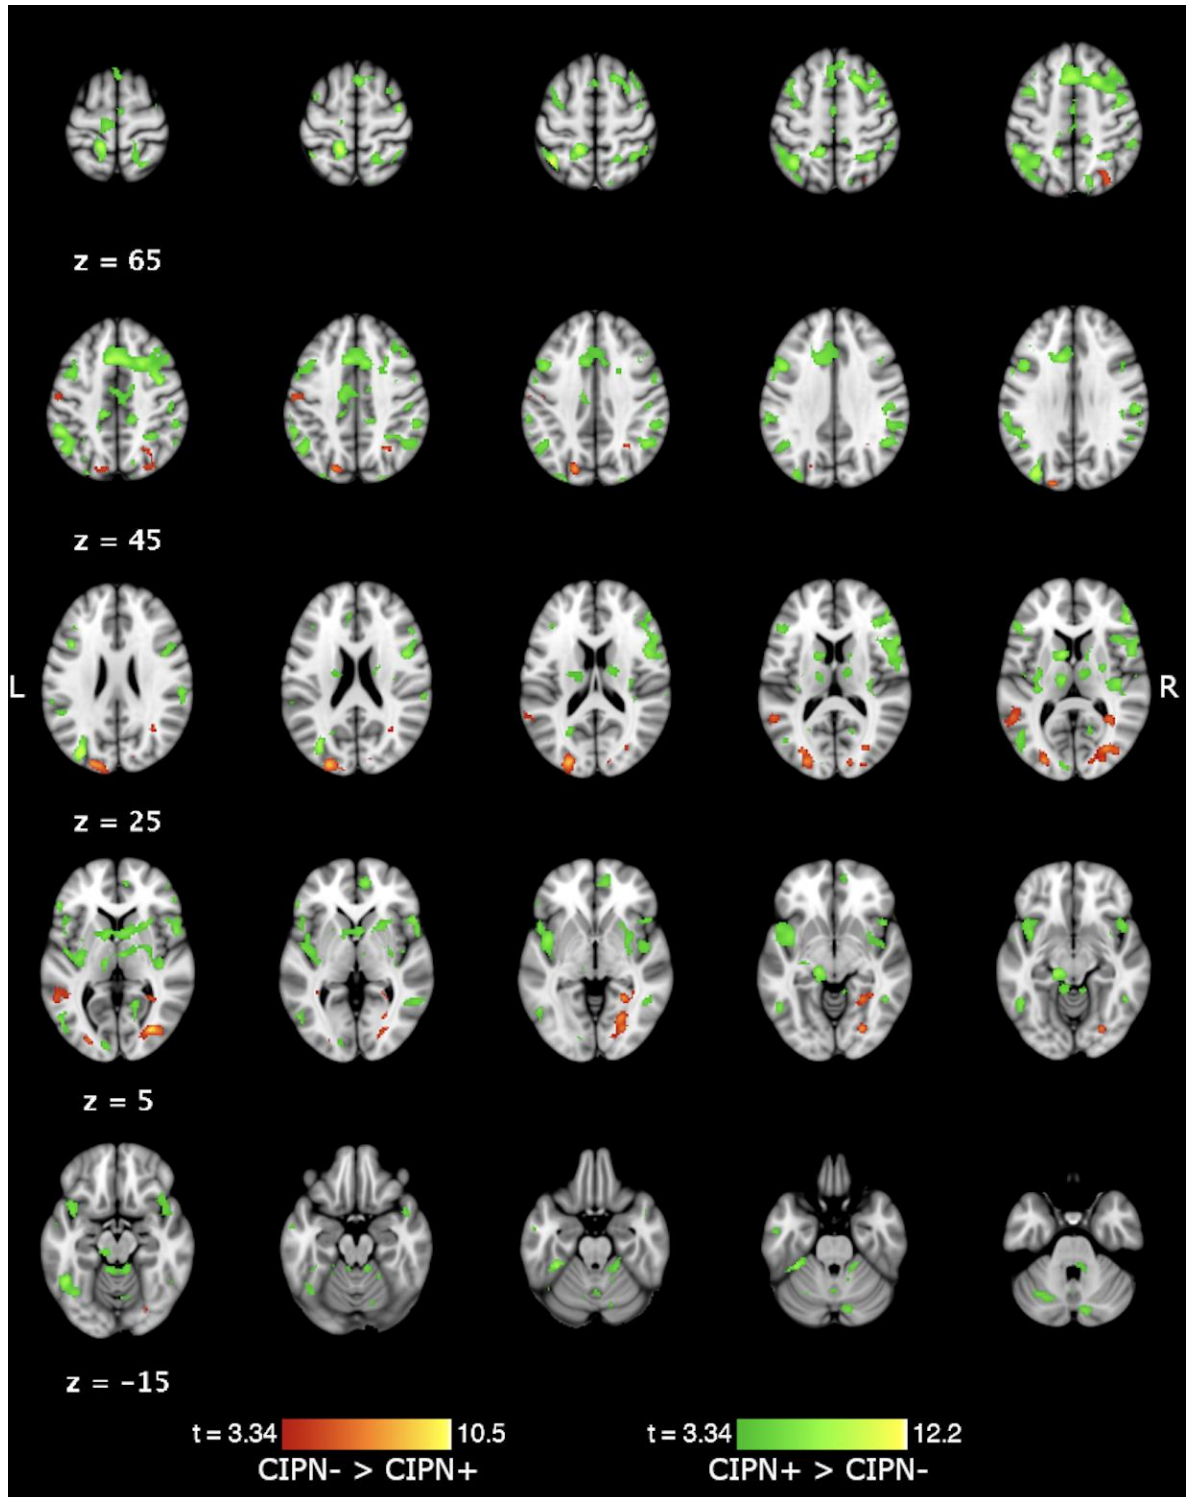 z = 65
z = 45
L
R
z = 25
z = 5
z = -15
t = 3.34 10.5 t = 3.34 12.2
CIPN- > CIPN+ CIPN+ > CIPN-